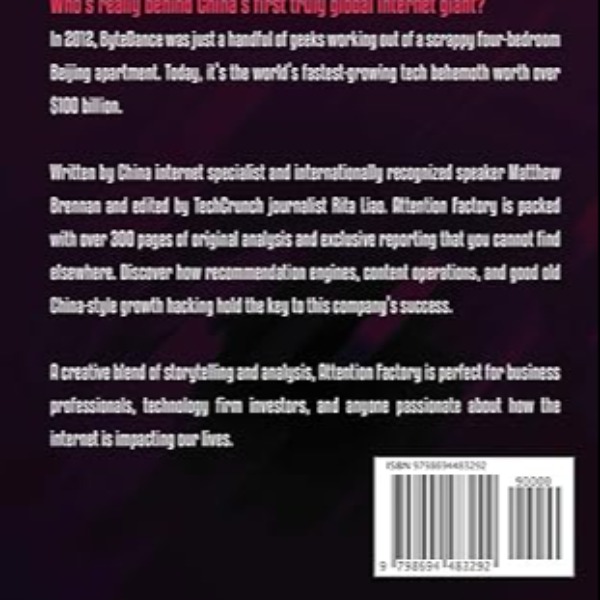 Who's really behind China's first truly global internet giant?
In 2012, ByteDance was just a handful of geeks working out of a scrappy four-bedroom
Beijing apartment. Today, it's the world's fastest-growing tech behemoth worth over
$100 billion.
Written by China internet specialist and internationally recognized speaker Matthew
Brennan and edited by TechCrunch journalist Rita Liao. Attention Factory is packed
with over 300 pages of original analysis and exclusive reporting that you cannot find
elsewhere. Discover how recommendation engines, content operations, and good old
China-style growth hacking hold the key to this company's success.
A creative blend of storytelling and analysis, Attention Factory is perfect for business
professionals, technology firm investors, and anyone passionate about how the
internet is impacting our lives.
ISBN 9798694483292
90000
9 798694 483292